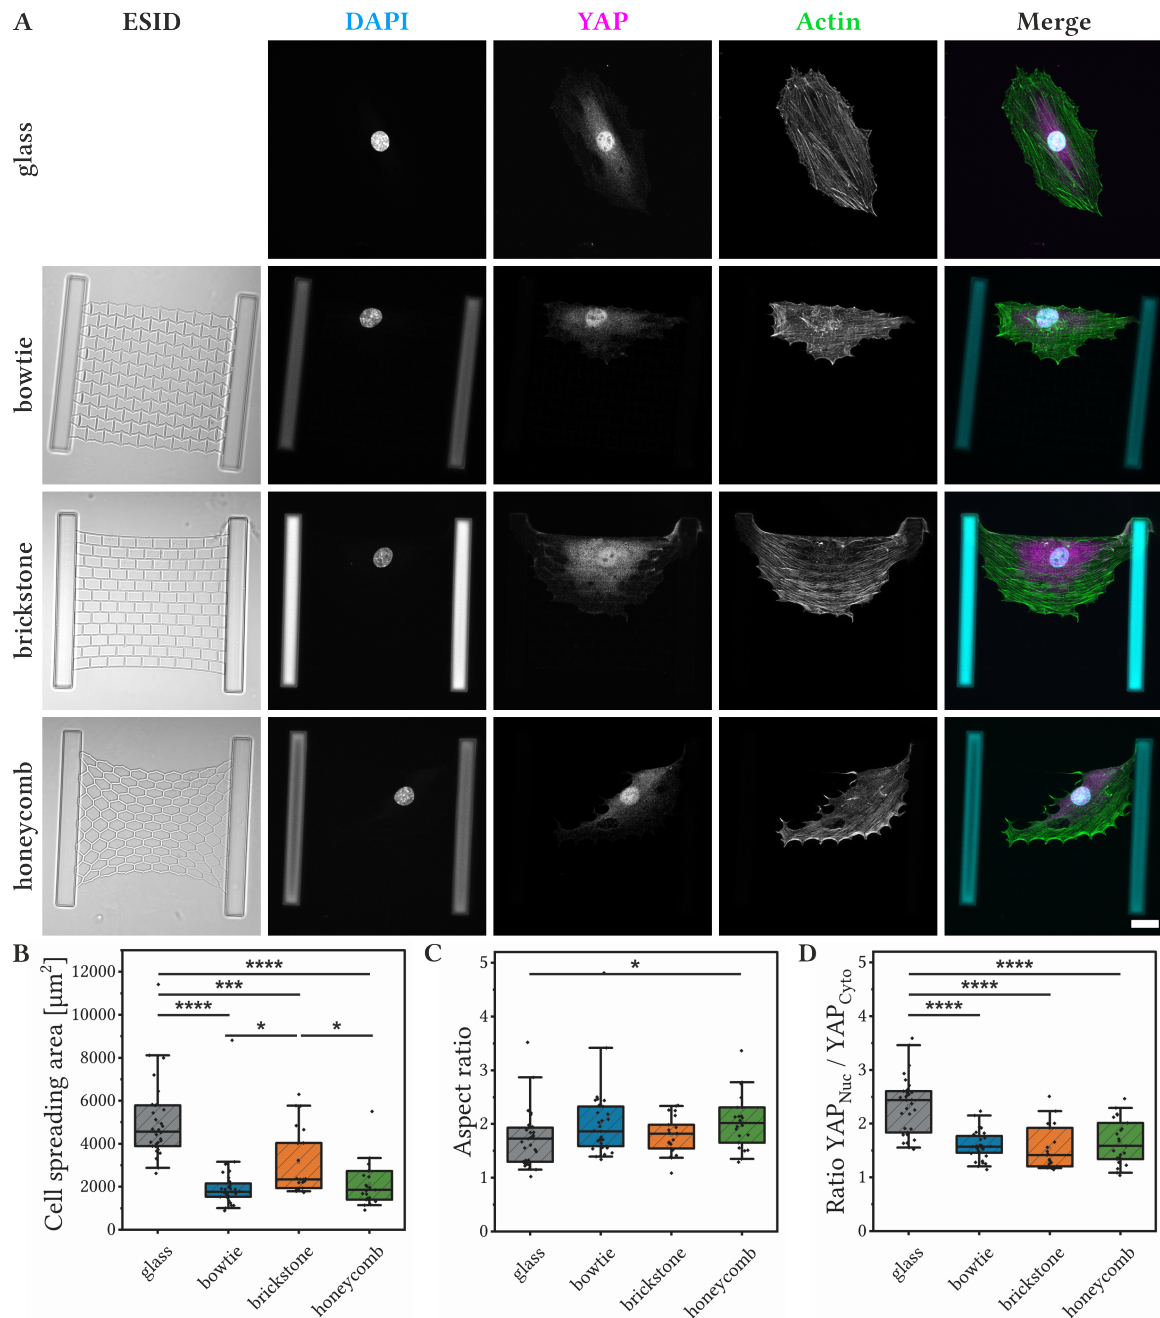 A ESID DAPI YAP Actin Merge
glass
bowtie
brickstone
honeycomb
B
Cell spreading area [μm²]
12000
10000
8000
6000
4000
2000
0
****
***
****
* *
glass bowtie brickstone honeycomb
C
Aspect ratio
5
4
3
2
1
0
*
glass bowtie brickstone honeycomb
D
Ratio YAP_Nuc / YAP_Cyto
5
4
3
2
1
0
****
****
****
glass bowtie brickstone honeycomb